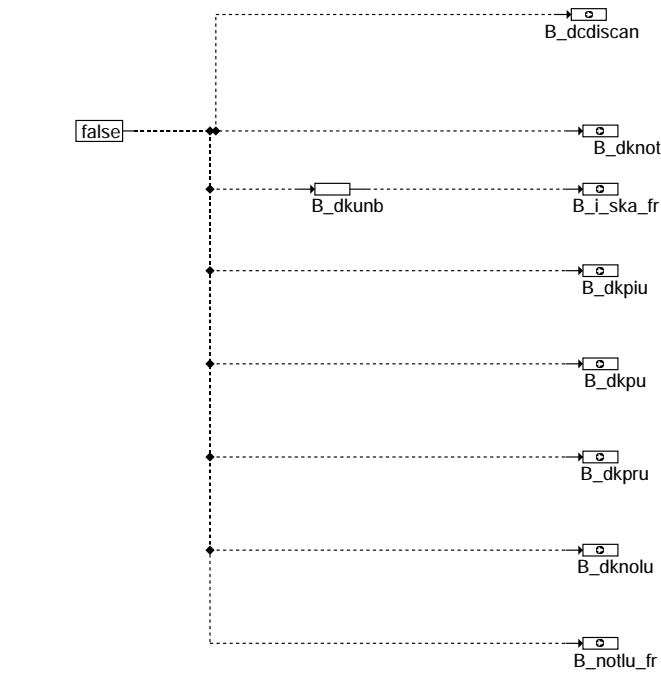 B_dcdiscan
false
B_dknot
B_dkunb
B_i_ska_fr
B_dkpiu
B_dkpu
B_dkpru
B_dknolu
B_notlu_fr